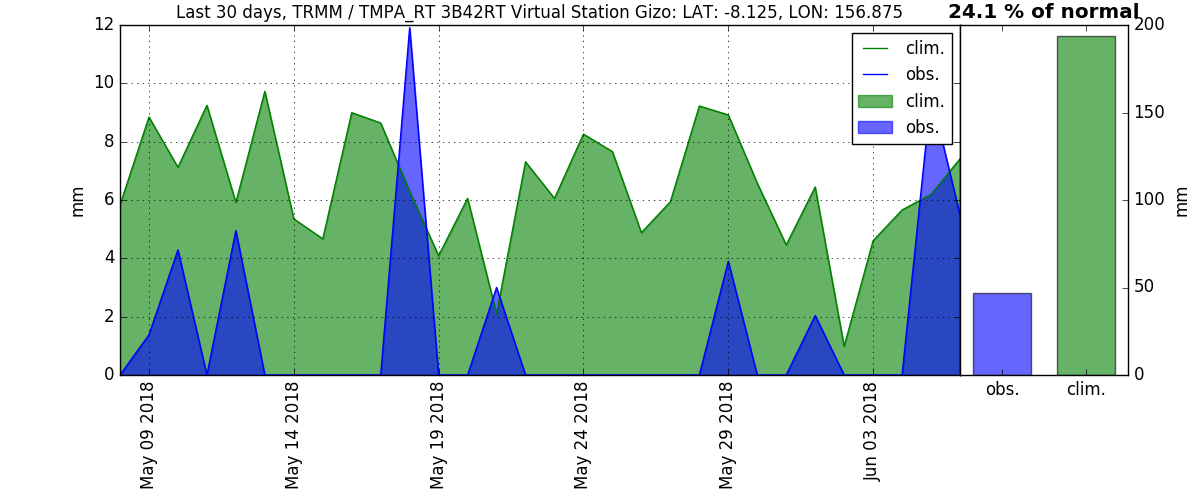 Last 30 days, TRMM / TMPA_RT 3B42RT Virtual Station Gizo: LAT: -8.125, LON: 156.875
24.1 % of normal
12
10
8
6
4
2
0
mm
clim.
obs.
clim.
obs.
200
150
100
50
0
mm
May 09 2018
May 14 2018
May 19 2018
May 24 2018
May 29 2018
Jun 03 2018
obs.
clim.